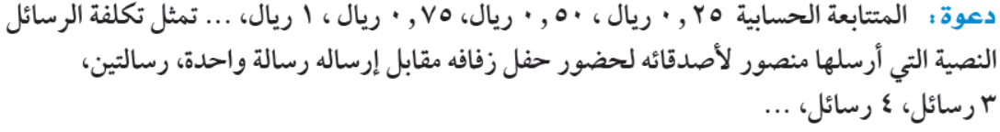 دعوة: المتتابعة الحسابية ٠,٢٥ ريال، ٠,٥٠ ريال، ٠,٧٥ ريال، ١ ريال، ... تمثل تكلفة الرسائل
النصية التي أرسلها منصور لأصدقائه لحضور حفل زفافه مقابل إرساله رسالة واحدة، رسالتين،
٣ رسائل، ٤ رسائل، ...